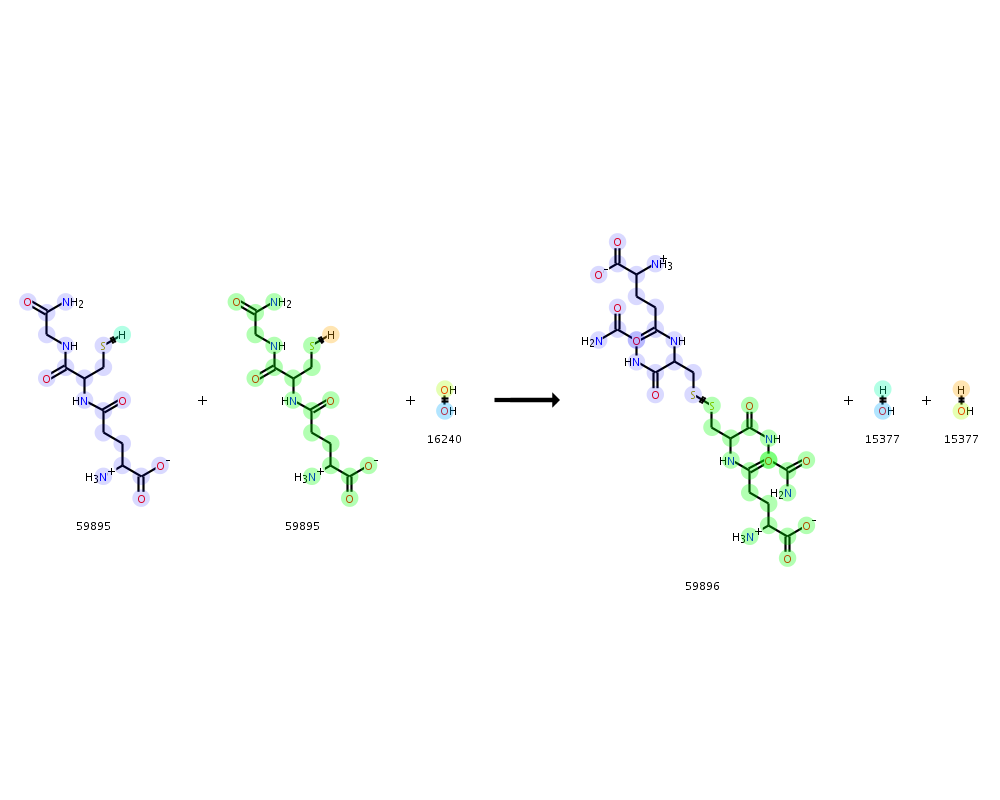 O NH2
NH
O
S H
HN
O
H3N+
O-
O
59895
+
O NH2
NH
O
S H
HN
O
H3N+
O-
O
59895
+
OH
OH
16240
O
O-
NH3+
O
H2N
O
NH
HN
O
S
S
O
NH
HN
O
O
H2N
H3N+
O-
O
59896
+
H
OH
15377
+
H
OH
15377